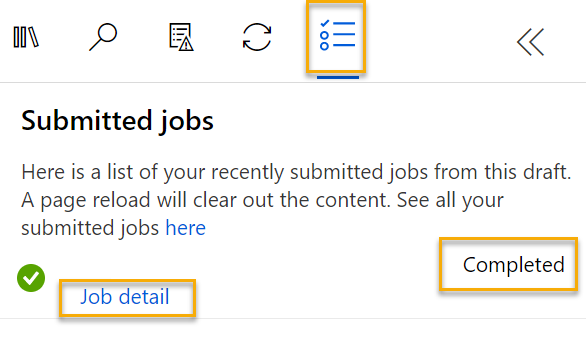 Submitted jobs
Here is a list of your recently submitted jobs from this draft.
A page reload will clear out the content. See all your
submitted jobs here
Completed
Job detail